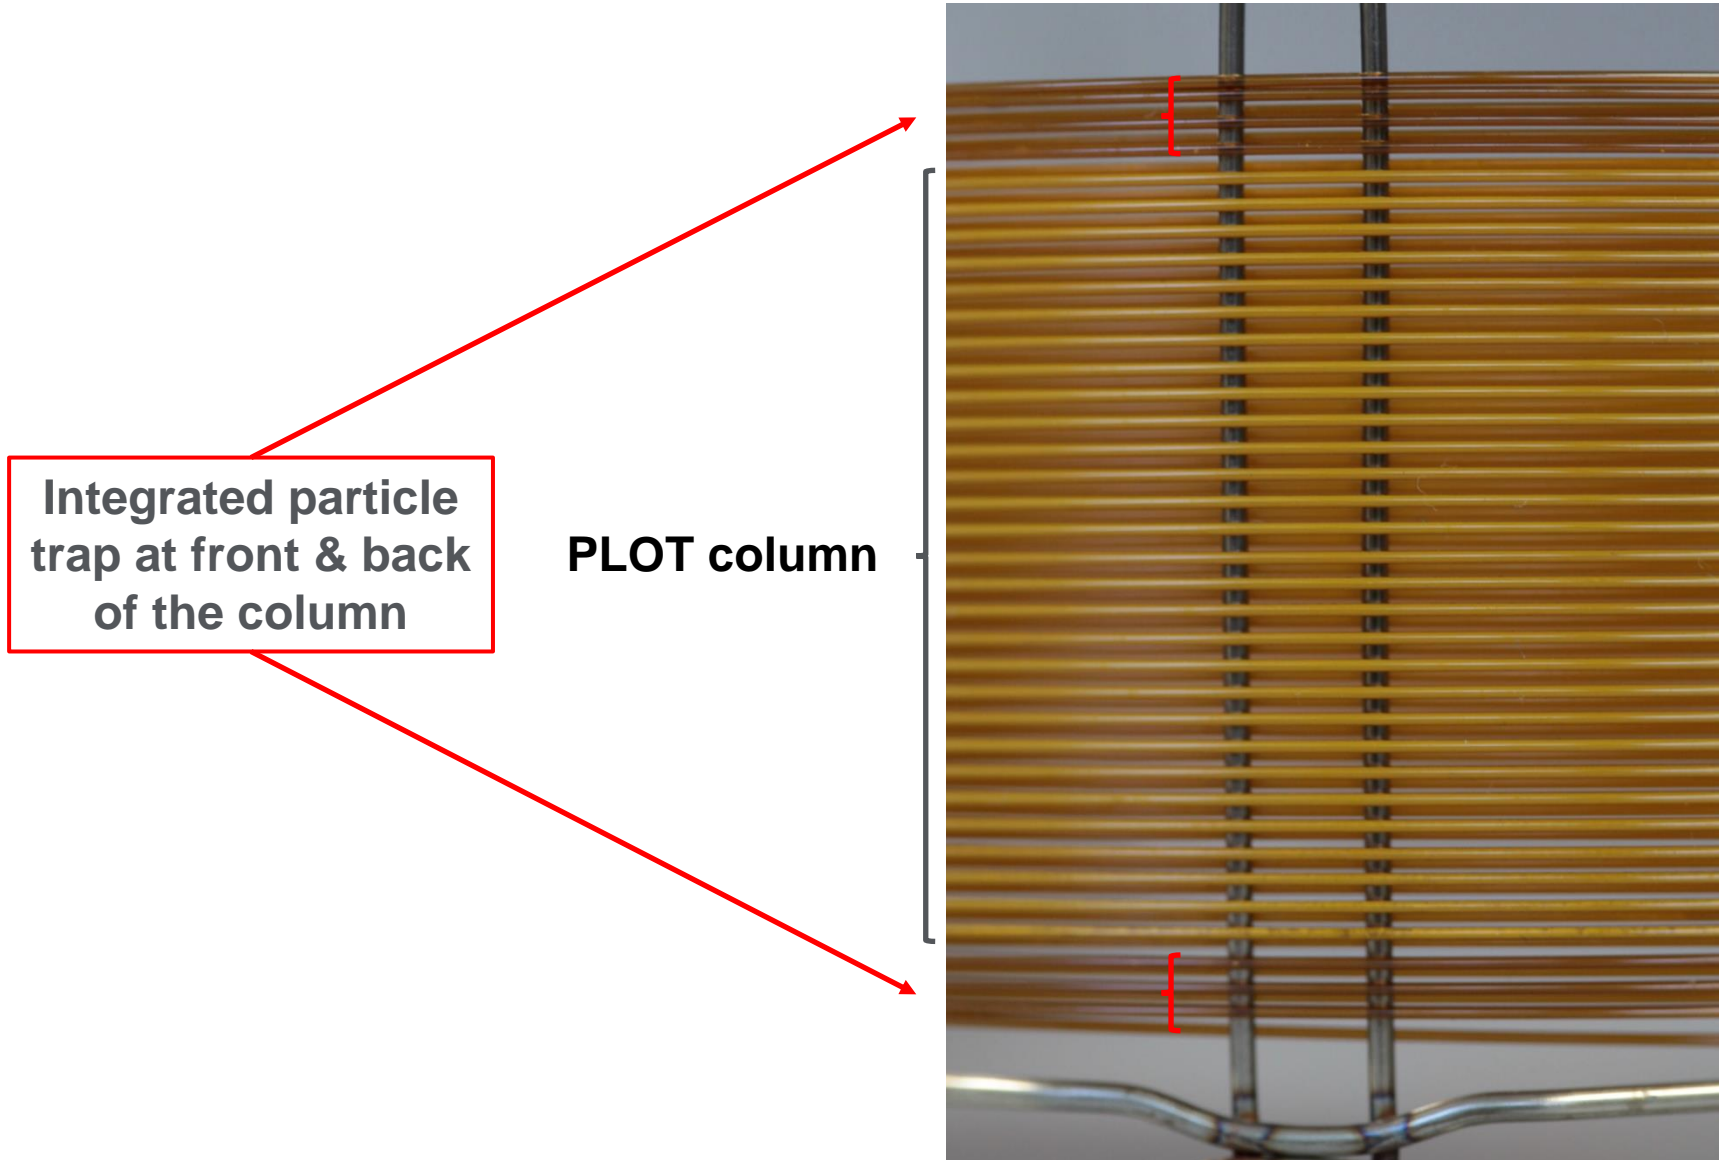 Integrated particle
trap at front & back
of the column
PLOT column